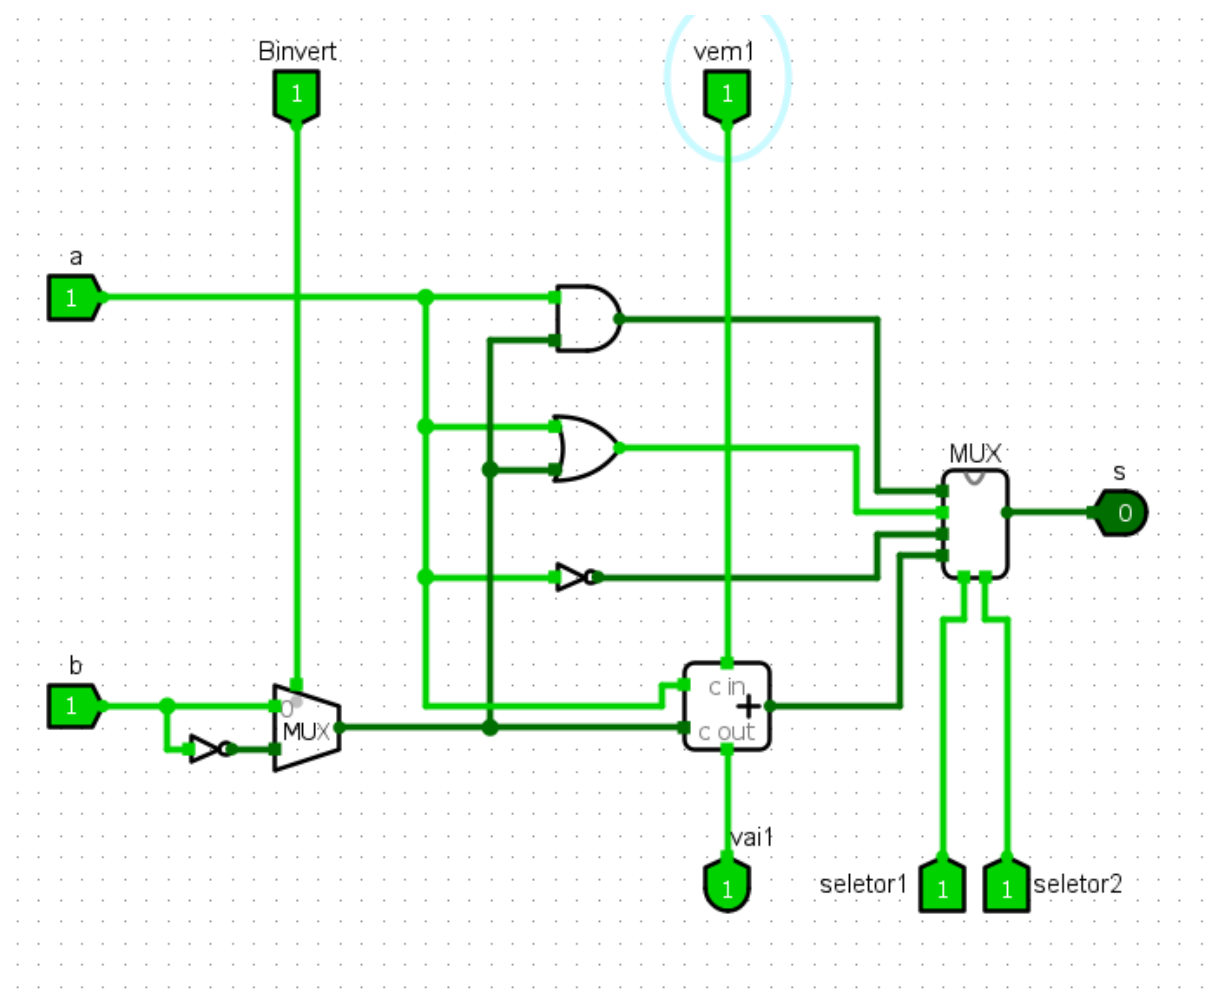 Binvert
vem1
1
1
a
1
MUX
s
0
b
1
0
MUX
c in
+
c out
vai1
1
seletor1
1
1
seletor2